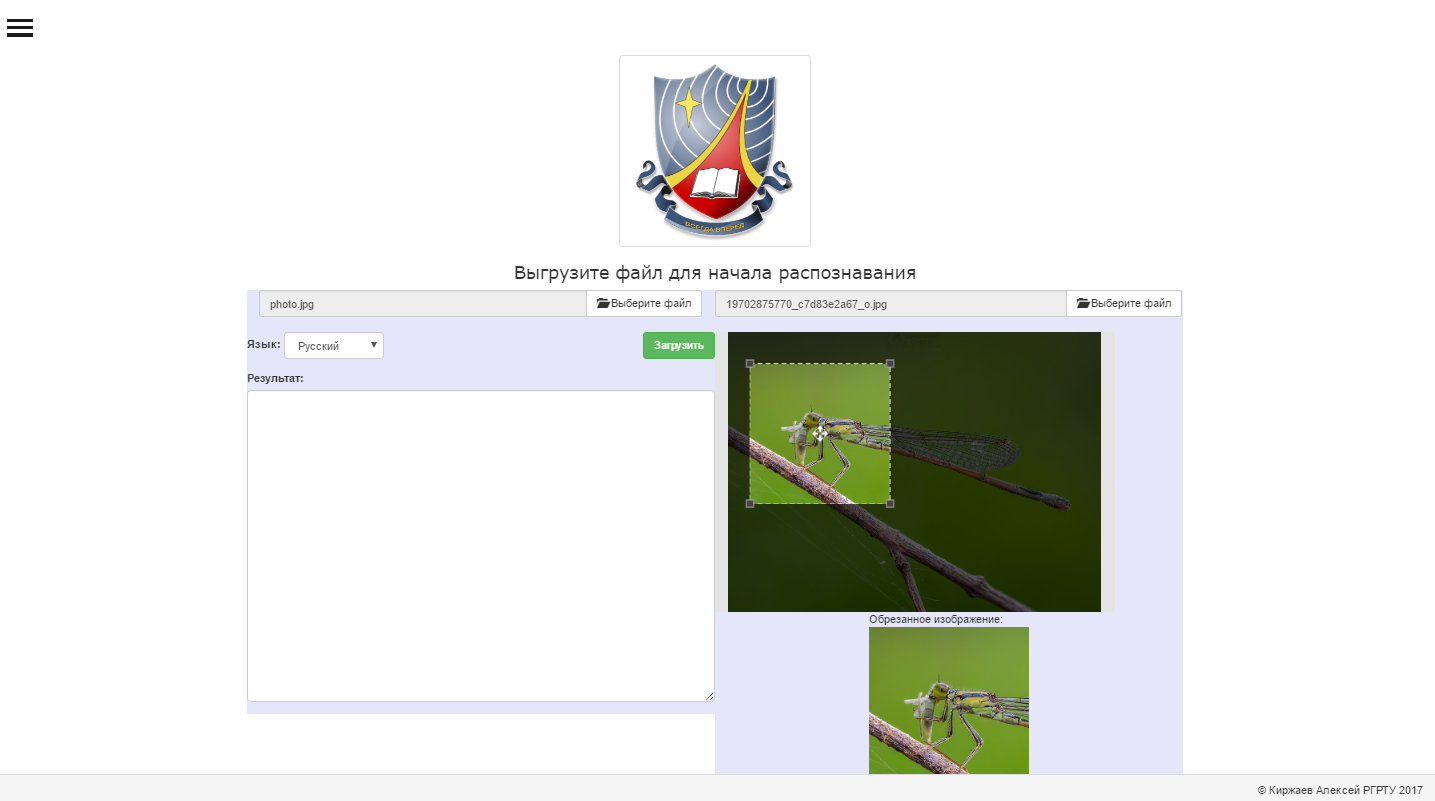 ВСЕГДА ВПЕРЕД
Выгрузите файл для начала распознавания
photo.jpg
Выберите файл
19702875770_c7d83e2a67_o.jpg
Выберите файл
Язык:
Русский
Загрузить
Результат:
Обрезанное изображение:
© Киржаев Алексей РГРТУ 2017